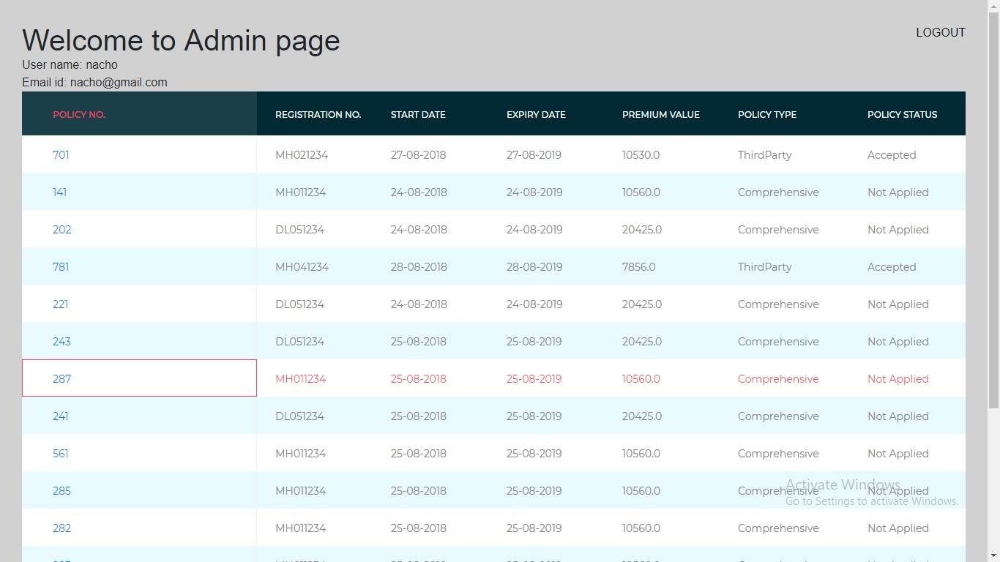 Welcome to Admin page
LOGOUT
User name: nacho
Email id: nacho@gmail.com
POLICY NO. REGISTRATION NO. START DATE EXPIRY DATE PREMIUM VALUE POLICY TYPE POLICY STATUS
701 MH021234 27-08-2018 27-08-2019 10530.0 ThirdParty Accepted
141 MH011234 24-08-2018 24-08-2019 10560.0 Comprehensive Not Applied
202 DL051234 24-08-2018 24-08-2019 20425.0 Comprehensive Not Applied
781 MH041234 28-08-2018 28-08-2019 7856.0 ThirdParty Accepted
221 DL051234 24-08-2018 24-08-2019 20425.0 Comprehensive Not Applied
243 DL051234 25-08-2018 25-08-2019 20425.0 Comprehensive Not Applied
287 MH011234 25-08-2018 25-08-2019 10560.0 Comprehensive Not Applied
241 DL051234 25-08-2018 25-08-2019 20425.0 Comprehensive Not Applied
561 MH011234 25-08-2018 25-08-2019 10560.0 Comprehensive Not Applied
285 MH011234 25-08-2018 25-08-2019 10560.0 Comprehensive Not Applied
Activate Windows
Go to Settings to activate Windows.
282 MH011234 25-08-2018 25-08-2019 10560.0 Comprehensive Not Applied